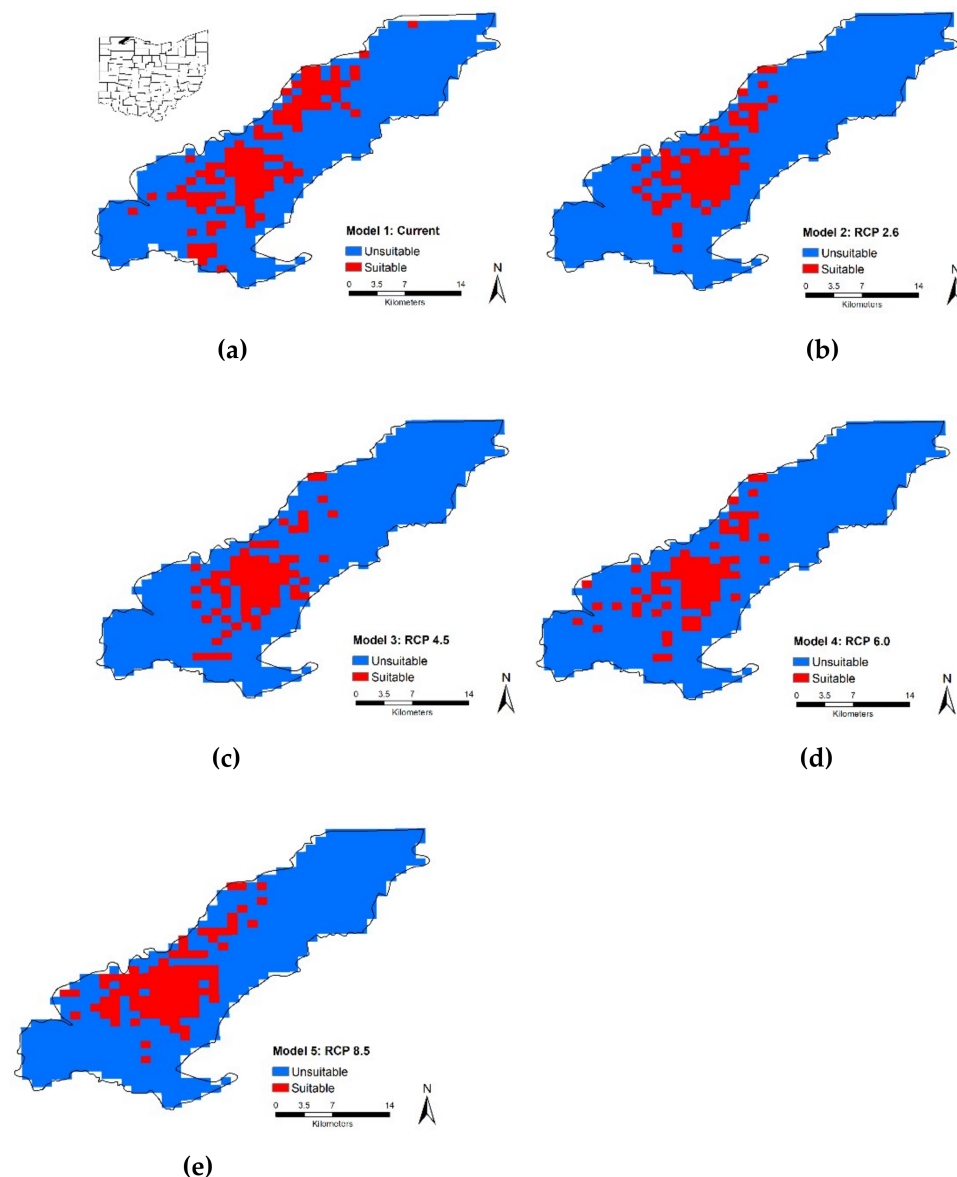 Model 1: Current
Unsuitable
Suitable
0 3.5 7 14
Kilometers
N
(a)
Model 2: RCP 2.6
Unsuitable
Suitable
0 3.5 7 14
Kilometers
N
(b)
Model 3: RCP 4.5
Unsuitable
Suitable
0 3.5 7 14
Kilometers
N
(c)
Model 4: RCP 6.0
Unsuitable
Suitable
0 3.5 7 14
Kilometers
N
(d)
Model 5: RCP 8.5
Unsuitable
Suitable
0 3.5 7 14
Kilometers
N
(e)